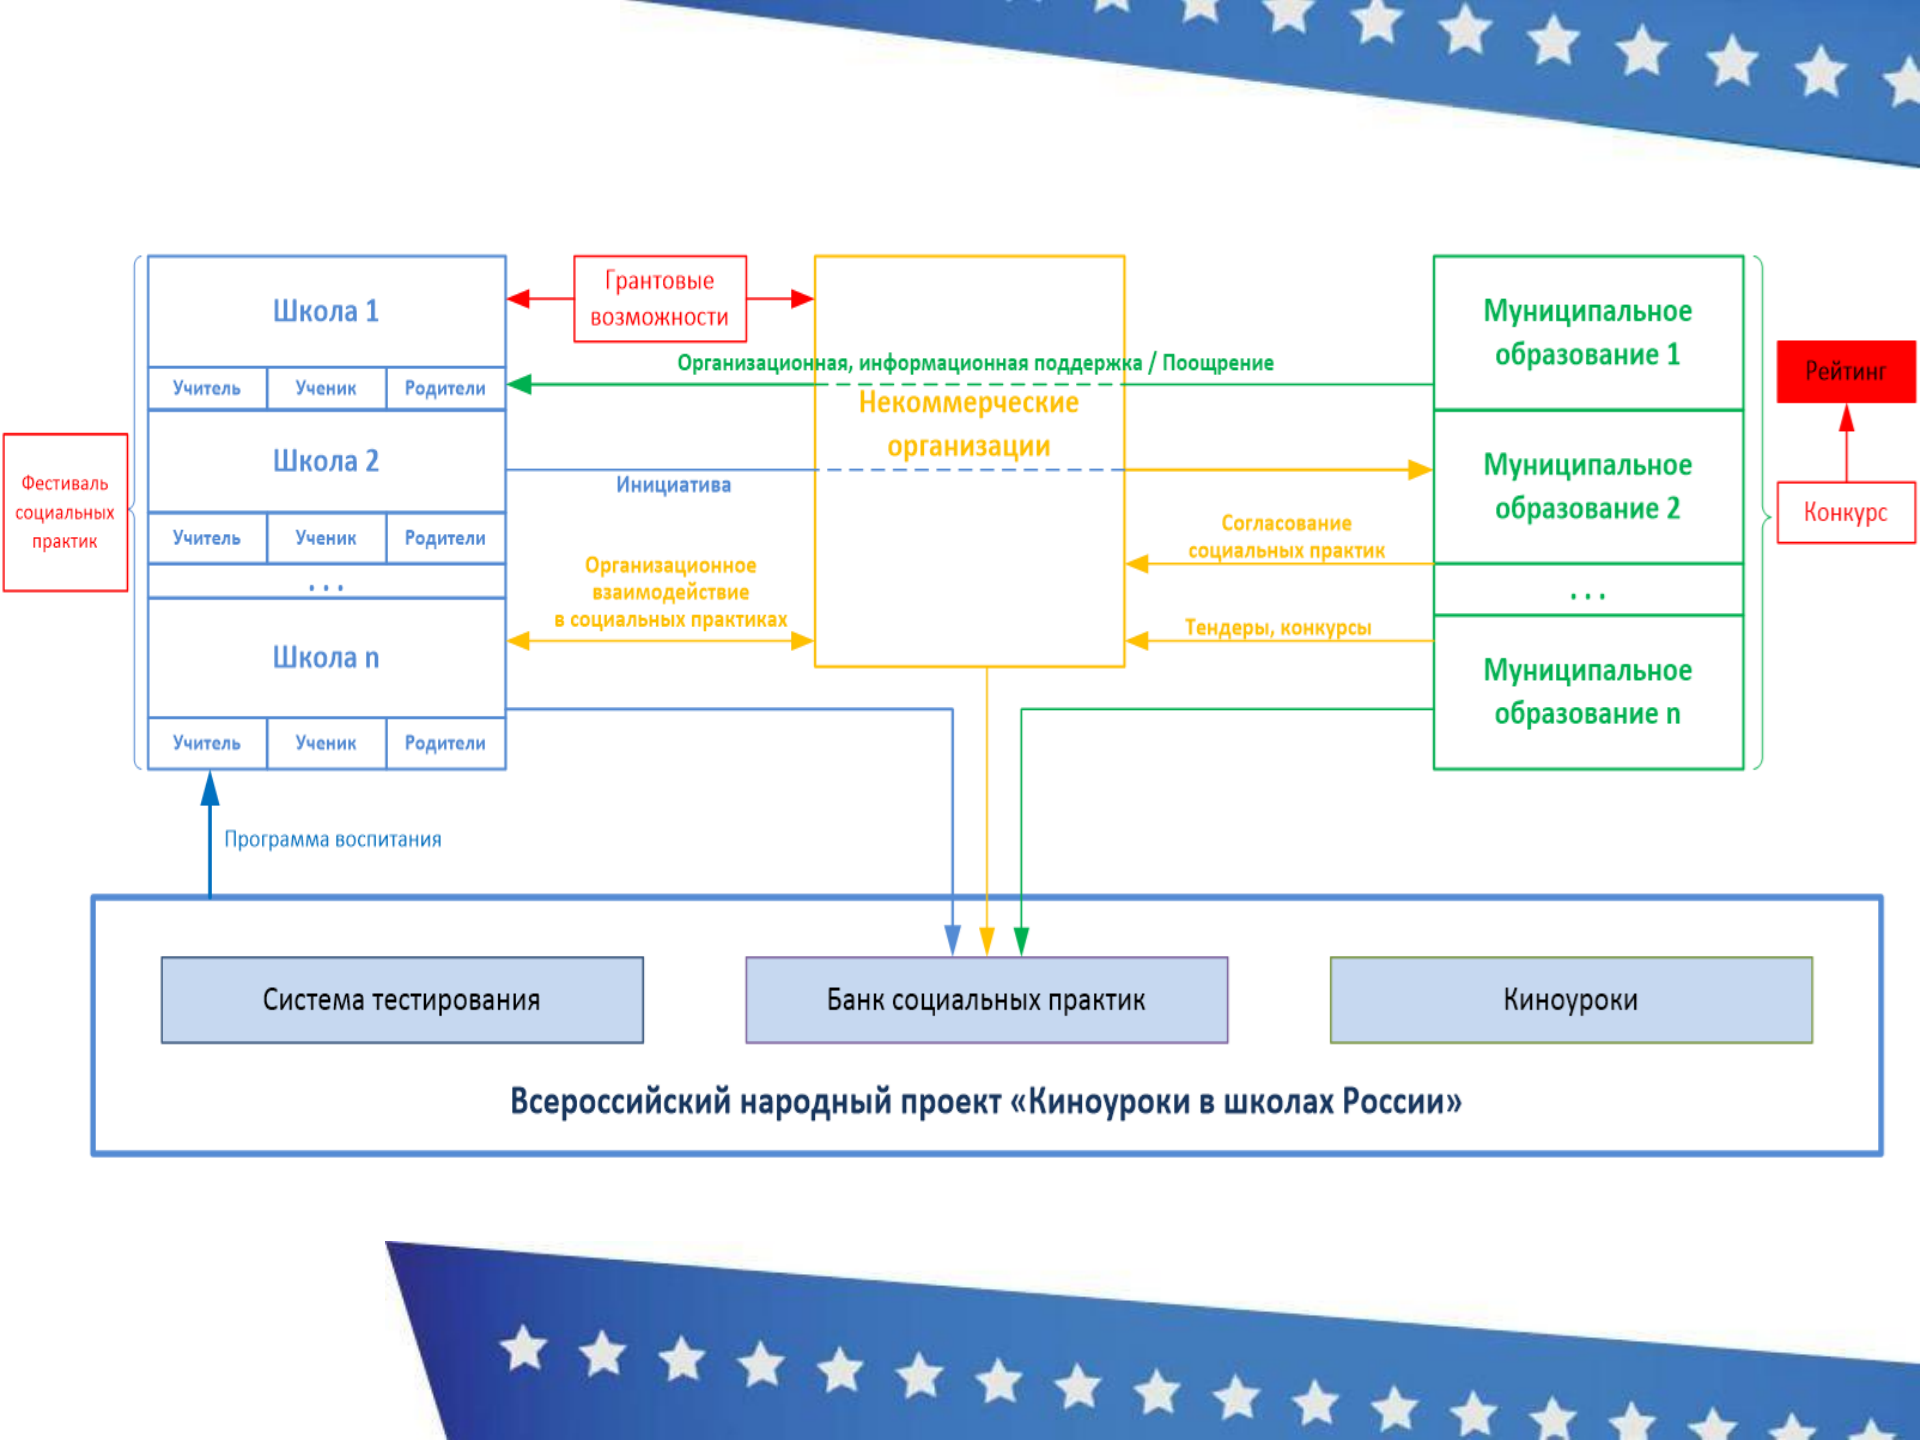 Школа 1
Учитель Ученик Родители
Школа 2
Учитель Ученик Родители
. . .
Школа n
Учитель Ученик Родители
Фестиваль
социальных
практик
Грантовые
возможности
Организационная, информационная поддержка / Поощрение
Некоммерческие
организации
Инициатива
Организационное
взаимодействие
в социальных практиках
Согласование
социальных практик
Тендеры, конкурсы
Муниципальное
образование 1
Муниципальное
образование 2
. . .
Муниципальное
образование n
Рейтинг
Конкурс
Программа воспитания
Система тестирования
Банк социальных практик
Киноуроки
Всероссийский народный проект «Киноуроки в школах России»